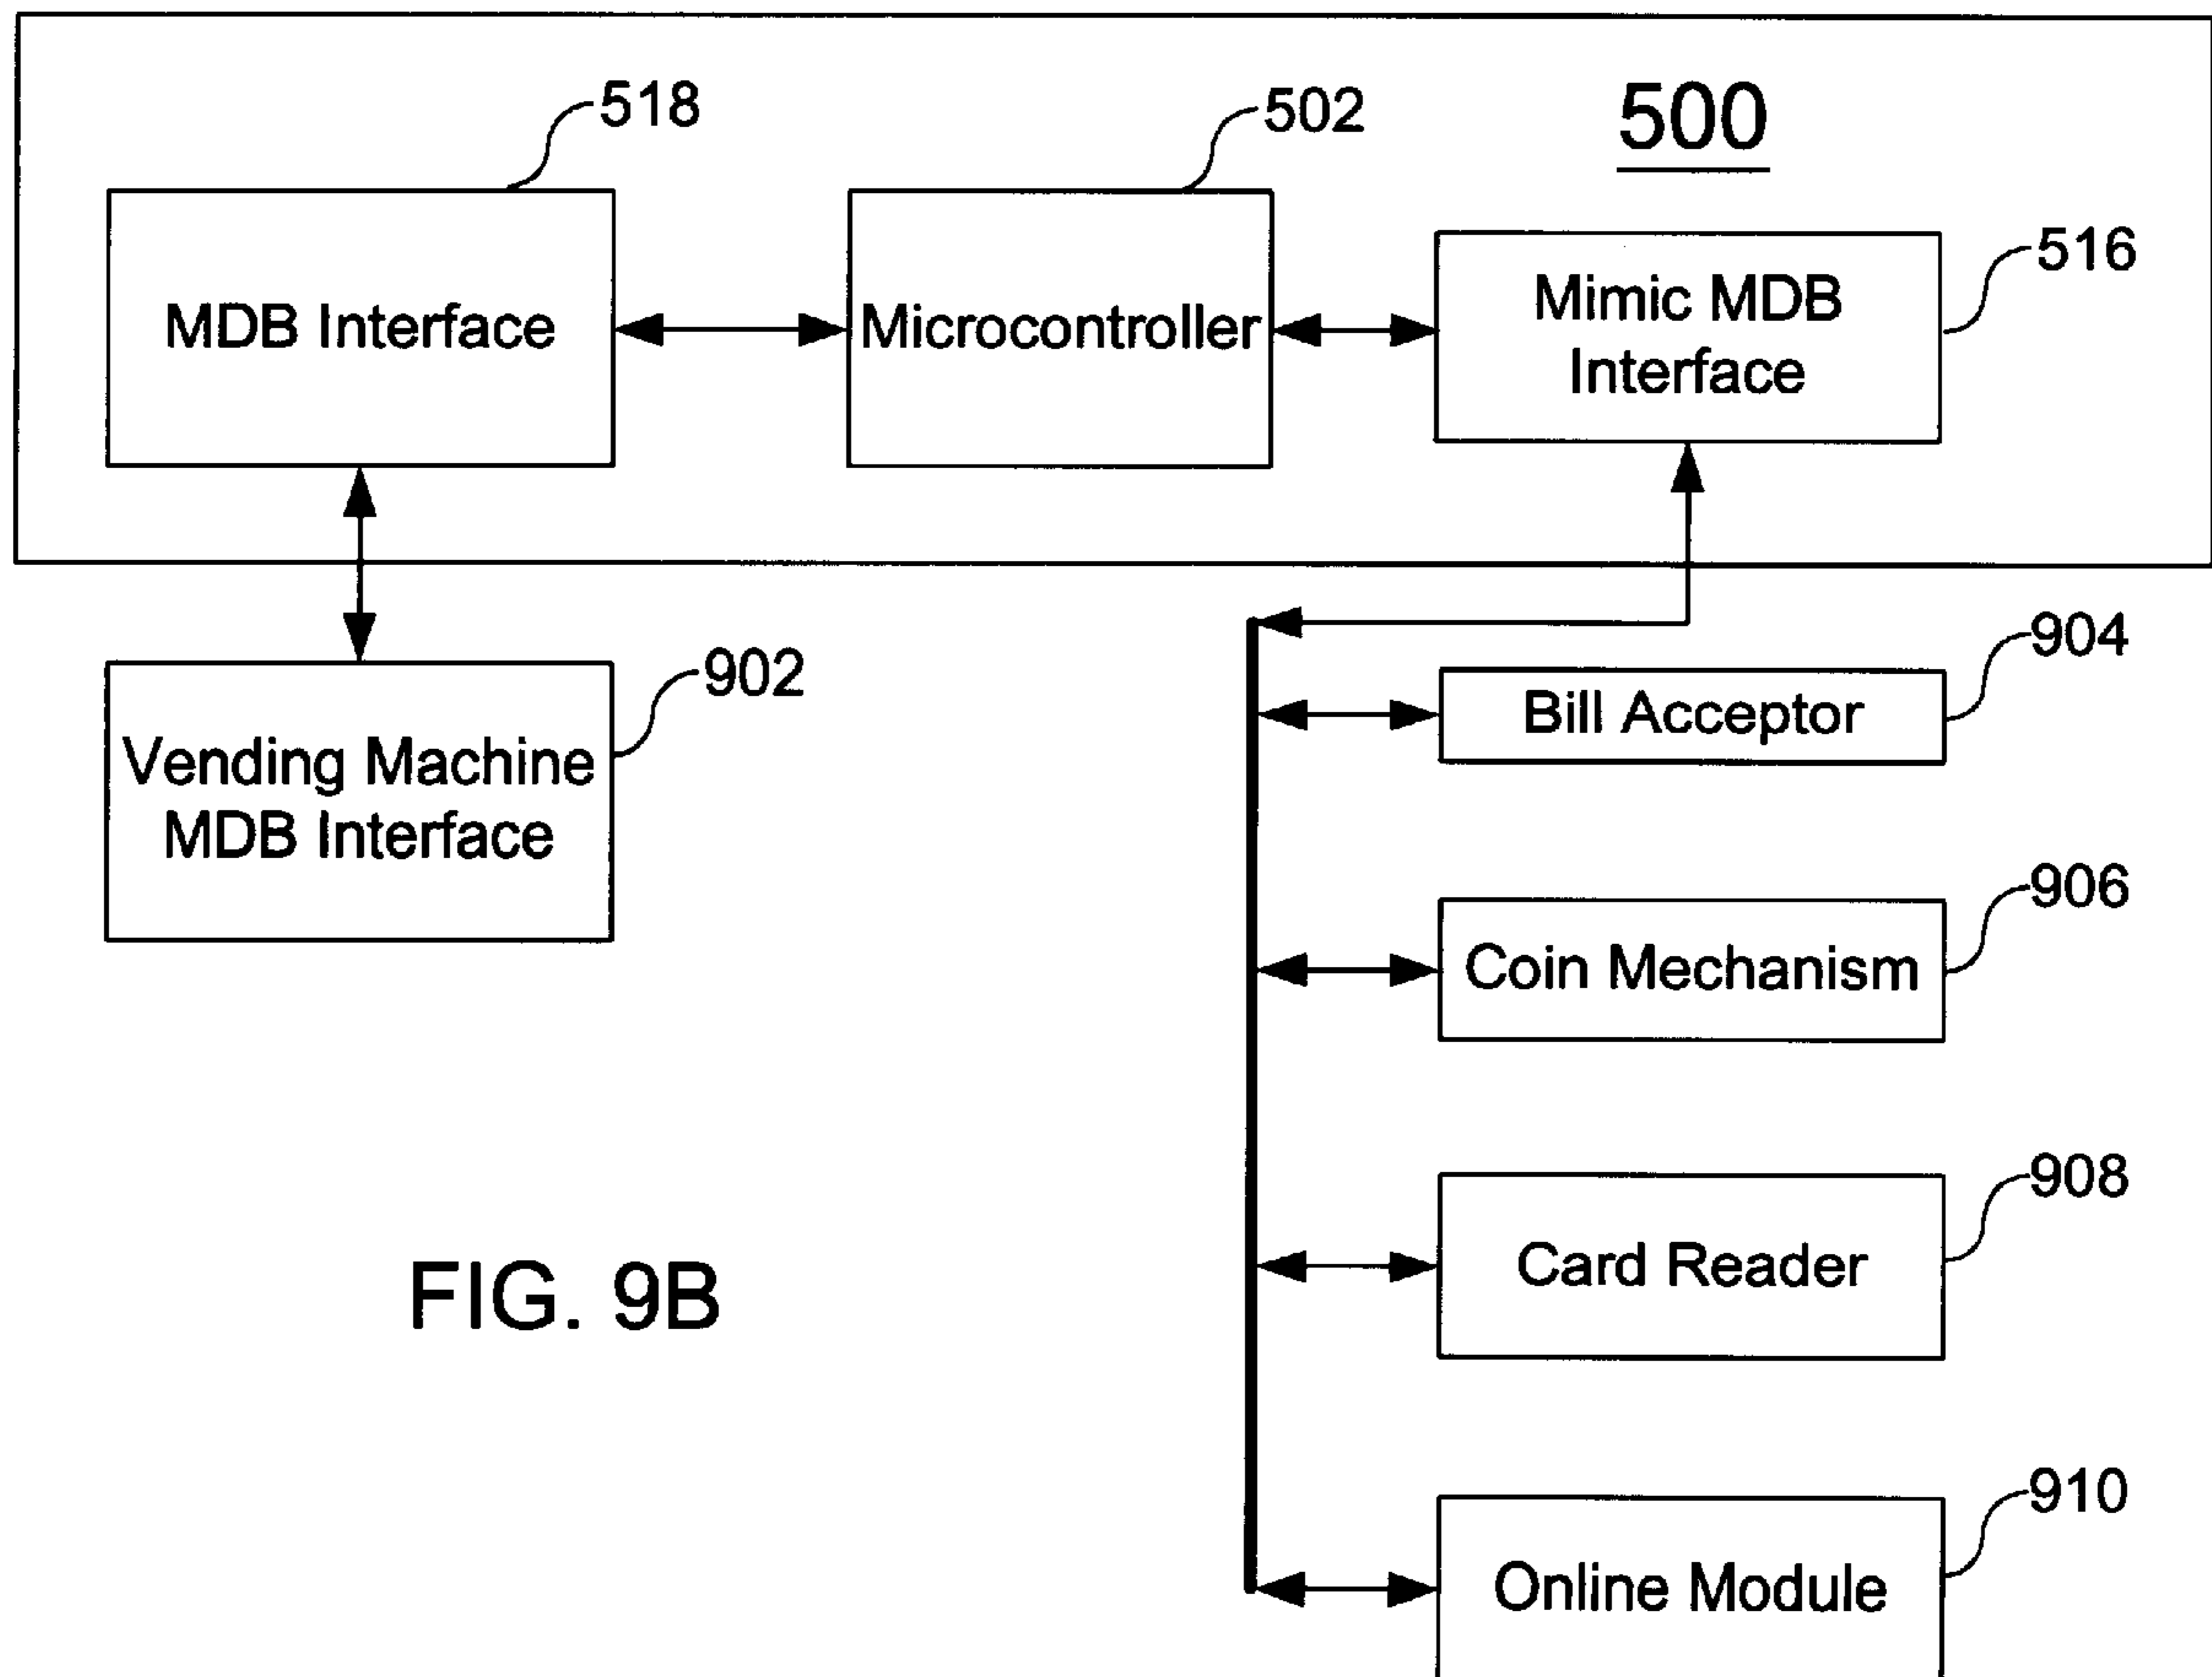 518
502
500
516
MDB Interface
Microcontroller
Mimic MDB
Interface
902
904
Vending Machine
MDB Interface
Bill Acceptor
906
Coin Mechanism
908
Card Reader
FIG. 9B
910
Online Module